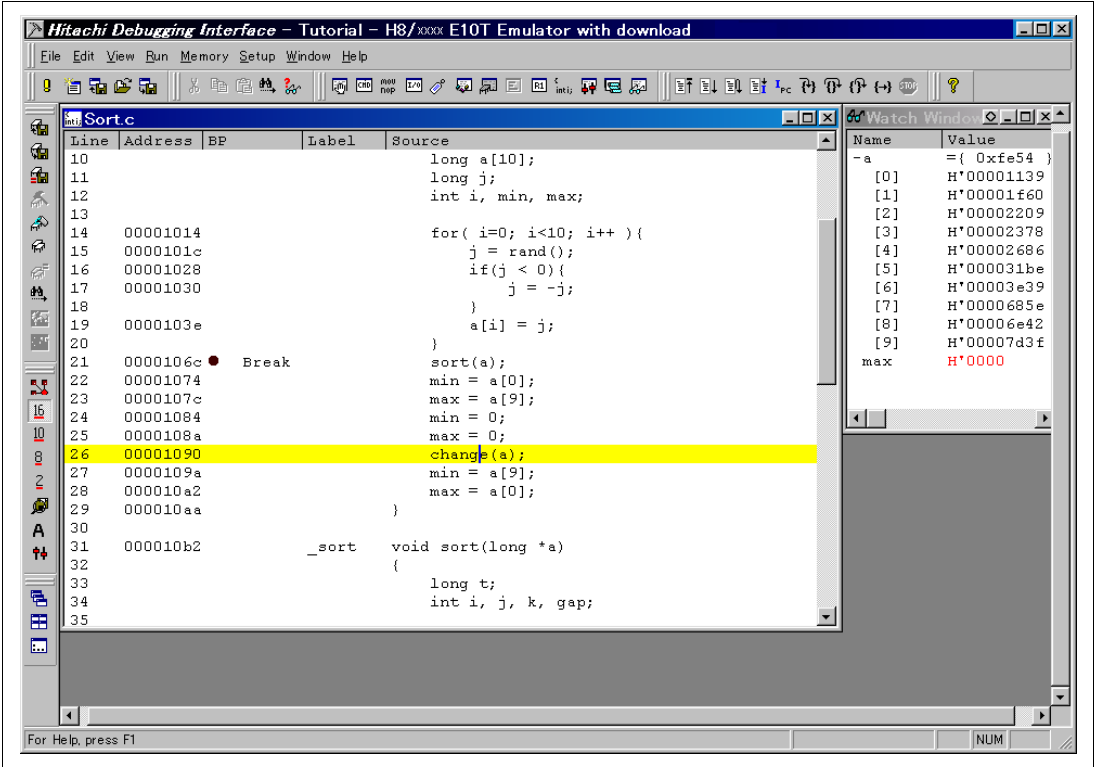 Hitachi Debugging Interface - Tutorial - H8/xxxx E10T Emulator with download
File Edit View Run Memory Setup Window Help
Sort.c
Line Address BP Label Source
10 long a[10];
11 long j;
12 int i, min, max;
13
14 00001014 for( i=0; i<10; i++ ){
15 0000101c j = rand();
16 00001028 if(j < 0){
17 00001030 j = -j;
18 }
19 0000103e a[i] = j;
20 }
21 0000106c Break sort(a);
22 00001074 min = a[0];
23 0000107c max = a[9];
24 00001084 min = 0;
25 0000108a max = 0;
26 00001090 change(a);
27 0000109a min = a[9];
28 000010a2 max = a[0];
29 000010aa }
30
31 000010b2 _sort void sort(long *a)
32 {
33 long t;
34 int i, j, k, gap;
35
Watch Window
Name Value
-a ={ 0xfe54 }
[0] H'00001139
[1] H'00001f60
[2] H'00002209
[3] H'00002378
[4] H'00002686
[5] H'000031be
[6] H'00003e39
[7] H'0000685e
[8] H'00006e42
[9] H'00007d3f
max H'0000
16
10
8
2
A
For Help, press F1
NUM